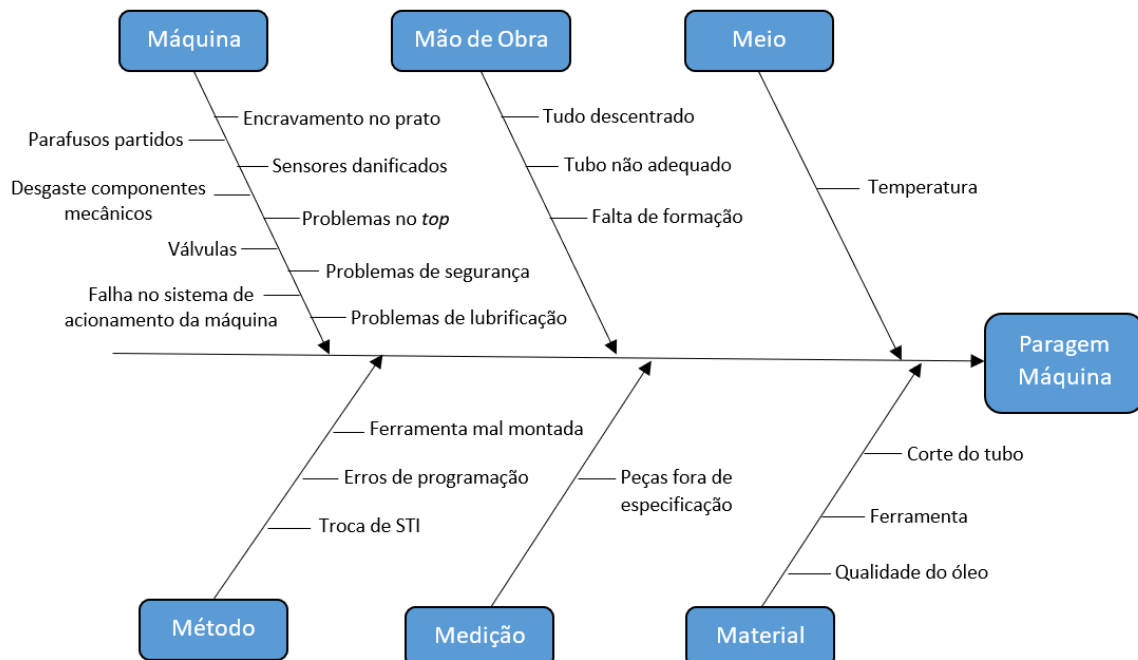 Máquina
Mão de Obra
Meio
Encravamento no prato
Parafusos partidos
Sensores danificados
Desgaste componentes
mecânicos
Problemas no top
Válvulas
Problemas de segurança
Falha no sistema de
acionamento da máquina
Problemas de lubrificação
Tudo descentrado
Tubo não adequado
Falta de formação
Temperatura
Paragem
Máquina
Ferramenta mal montada
Erros de programação
Troca de STI
Peças fora de
especificação
Corte do tubo
Ferramenta
Qualidade do óleo
Método
Medição
Material